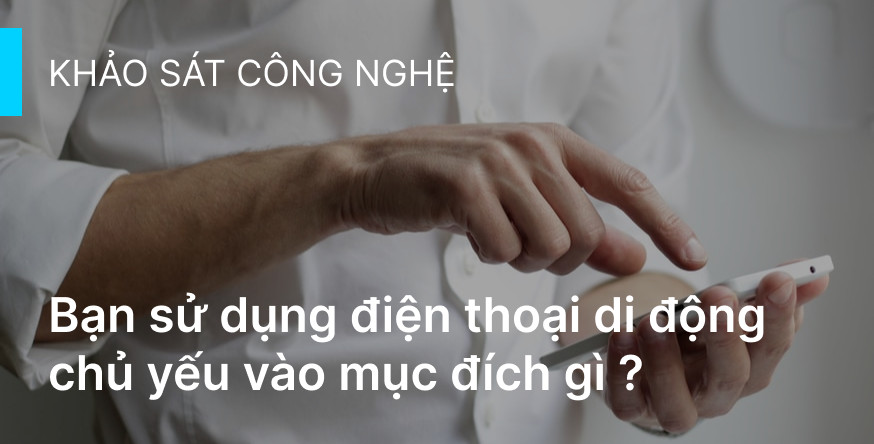 KHẢO SÁT CÔNG NGHỆ
Bạn sử dụng điện thoại di động
chủ yếu vào mục đích gì ?